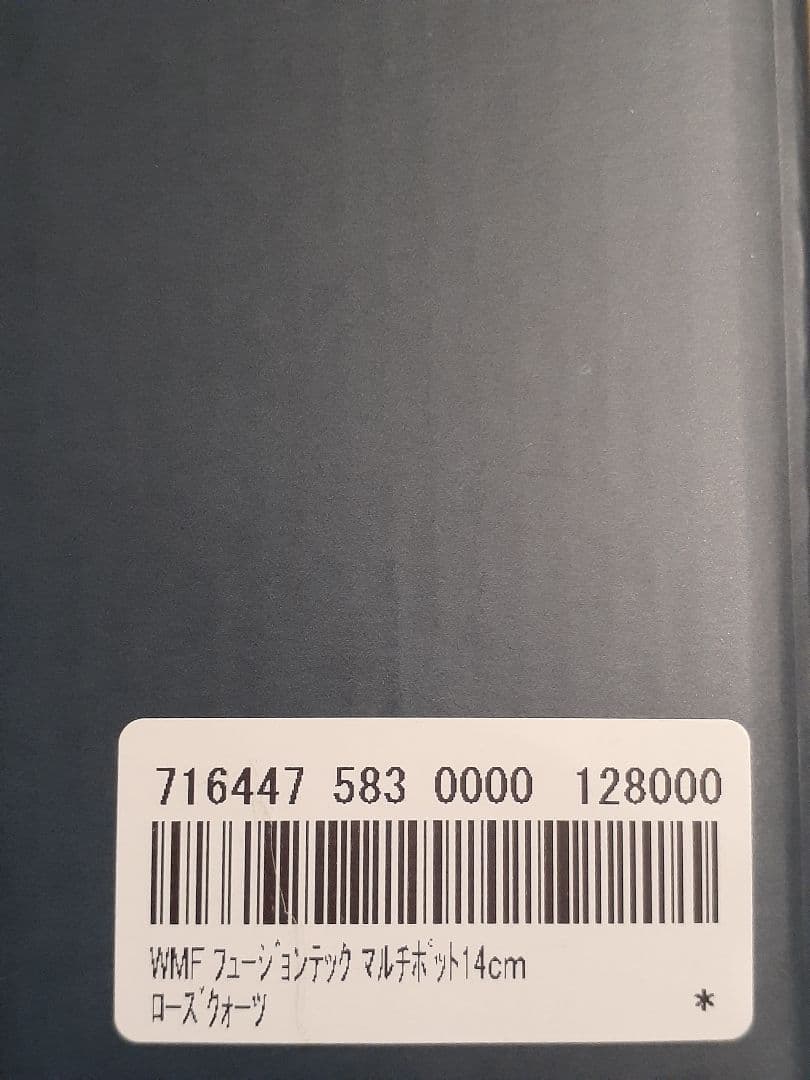 716447 583 0000 128000
WMF ﾌｭｰｼﾞｮﾝﾃｯｸ ﾏﾙﾁﾎﾟｯﾄ14cm
ﾛｰｽﾞｸｫｰﾂ *